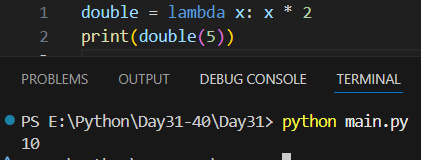 1 double = lambda x: x * 2
2 print(double(5))
PROBLEMS OUTPUT DEBUG CONSOLE TERMINAL
PS E:\Python\Day31-40\Day31> python main.py
10